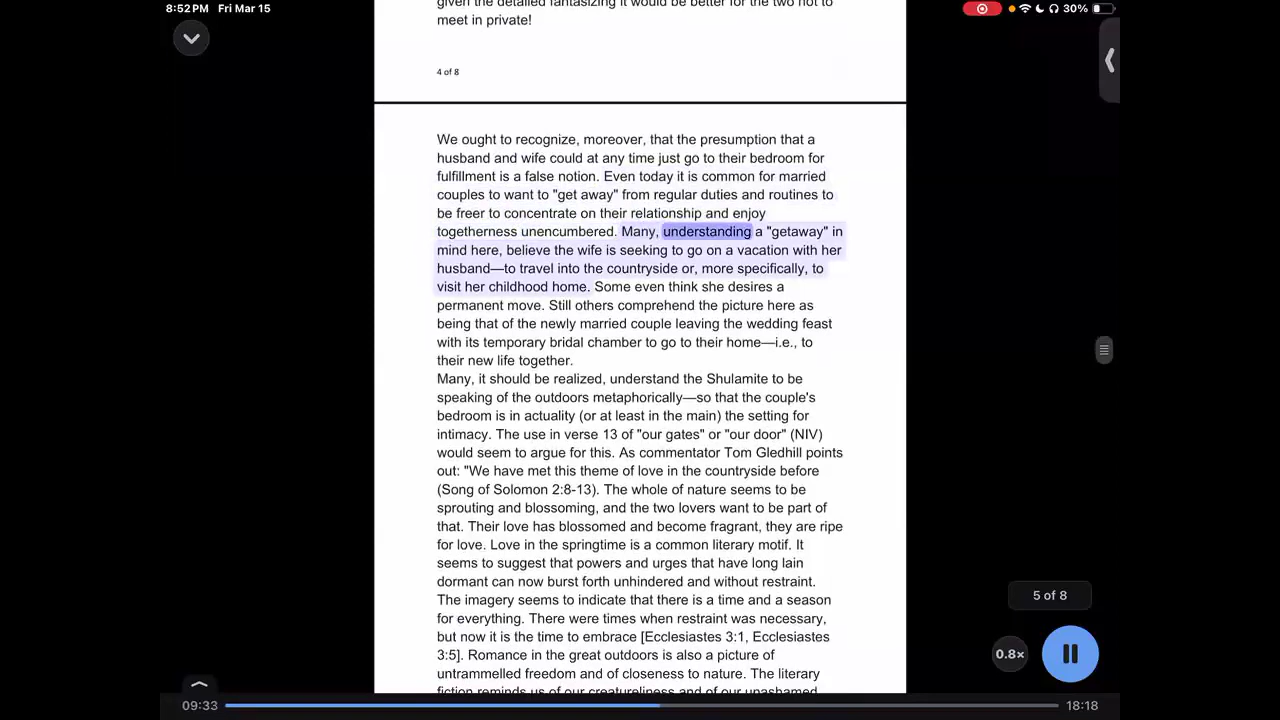 8:52 PM Fri Mar 15
30%
given the detailed fantasizing it would be better for the two not to
meet in private!
4 of 8
We ought to recognize, moreover, that the presumption that a
husband and wife could at any time just go to their bedroom for
fulfillment is a false notion. Even today it is common for married
couples to want to "get away" from regular duties and routines to
be freer to concentrate on their relationship and enjoy
togetherness unencumbered. Many, understanding a "getaway" in
mind here, believe the wife is seeking to go on a vacation with her
husband—to travel into the countryside or, more specifically, to
visit her childhood home. Some even think she desires a
permanent move. Still others comprehend the picture here as
being that of the newly married couple leaving the wedding feast
with its temporary bridal chamber to go to their home—i.e., to
their new life together.
Many, it should be realized, understand the Shulamite to be
speaking of the outdoors metaphorically—so that the couple's
bedroom is in actuality (or at least in the main) the setting for
intimacy. The use in verse 13 of "our gates" or "our door" (NIV)
would seem to argue for this. As commentator Tom Gledhill points
out: "We have met this theme of love in the countryside before
(Song of Solomon 2:8-13). The whole of nature seems to be
sprouting and blossoming, and the two lovers want to be part of
that. Their love has blossomed and become fragrant, they are ripe
for love. Love in the springtime is a common literary motif. It
seems to suggest that powers and urges that have long lain
dormant can now burst forth unhindered and without restraint.
The imagery seems to indicate that there is a time and a season
for everything. There were times when restraint was necessary,
but now it is the time to embrace [Ecclesiastes 3:1, Ecclesiastes
3:5]. Romance in the great outdoors is also a picture of
untrammelled freedom and of closeness to nature. The literary
fiction reminds us of our creatureliness and of our unashamed
5 of 8
0.8×
09:33
18:18